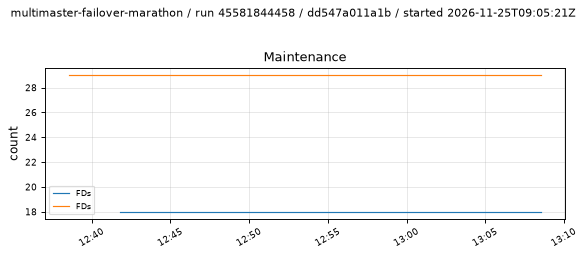 multimaster-failover-marathon / run 45581844458 / dd547a011a1b / started 2026-11-25T09:05:21Z
Maintenance
count
28
26
24
22
20
18
FDs
FDs
12:40
12:45
12:50
12:55
13:00
13:05
13:10